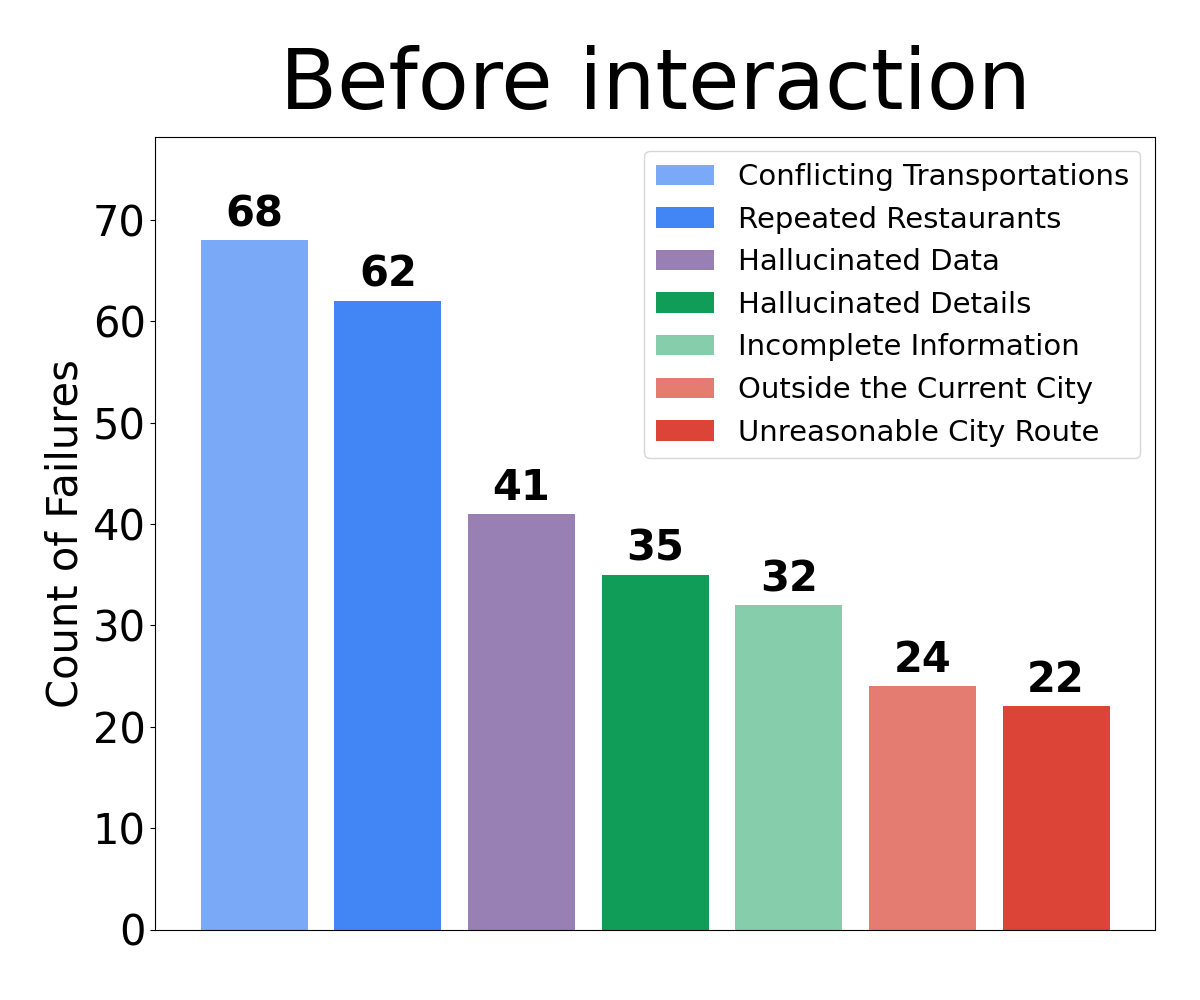 Before interaction
Conflicting Transportations
Repeated Restaurants
Hallucinated Data
Hallucinated Details
Incomplete Information
Outside the Current City
Unreasonable City Route
Count of Failures
70
60
50
40
30
20
10
0
68
62
41
35
32
24
22